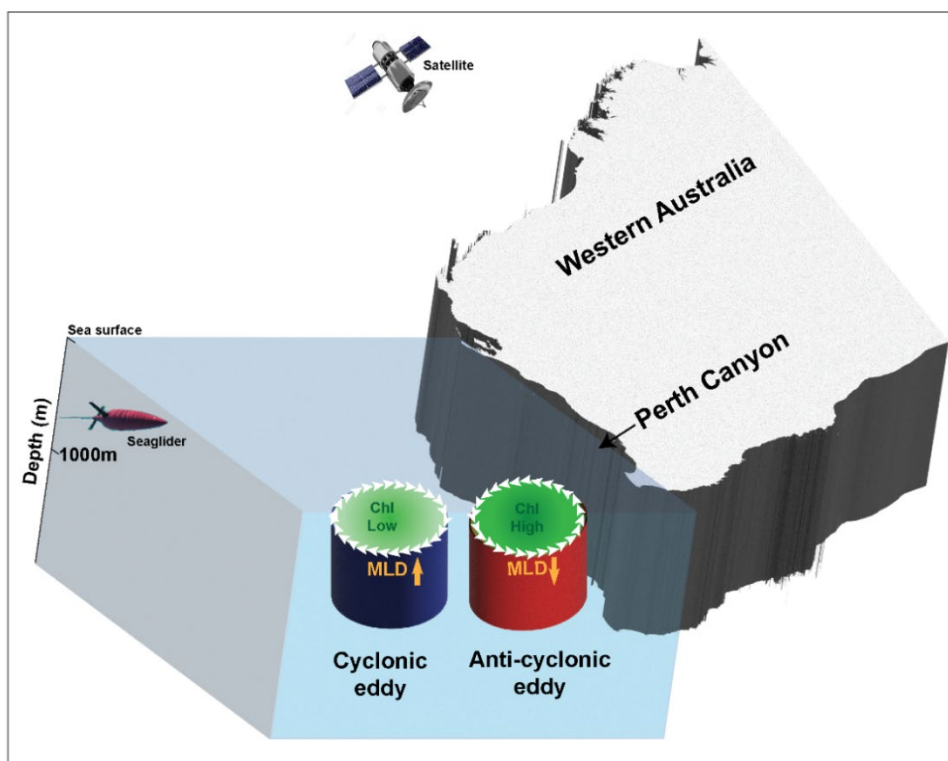 Satellite
Western Australia
Perth Canyon
Sea surface
Seaglider
1000m
Depth (m)
Chl
Low
MLD
Chl
High
MLD
Cyclonic
eddy
Anti-cyclonic
eddy